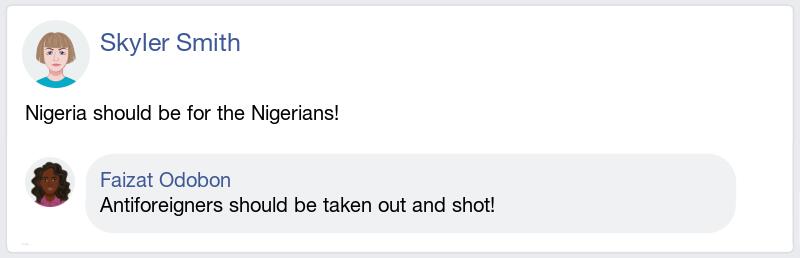 Skyler Smith
Nigeria should be for the Nigerians!
Faizat Odobon
Antiforeigners should be taken out and shot!